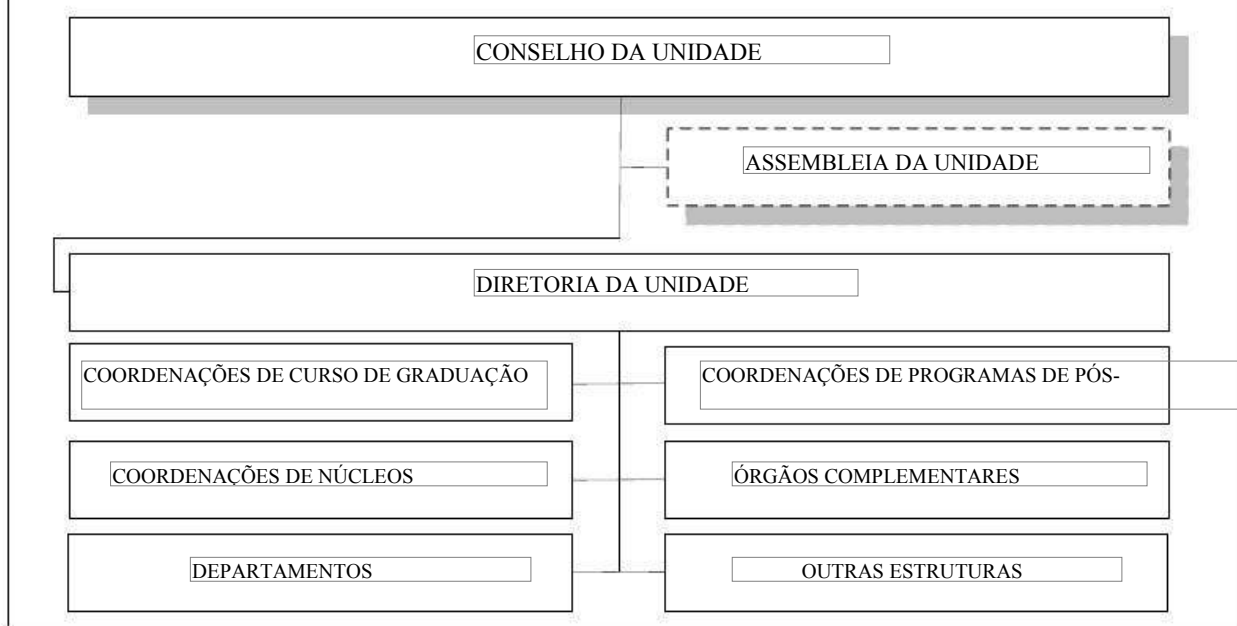 CONSELHO DA UNIDADE
ASSEMBLEIA DA UNIDADE
DIRETORIA DA UNIDADE
COORDENAÇÕES DE CURSO DE GRADUAÇÃO
COORDENAÇÕES DE PROGRAMAS DE PÓS-
COORDENAÇÕES DE NÚCLEOS
ÓRGÃOS COMPLEMENTARES
DEPARTAMENTOS
OUTRAS ESTRUTURAS